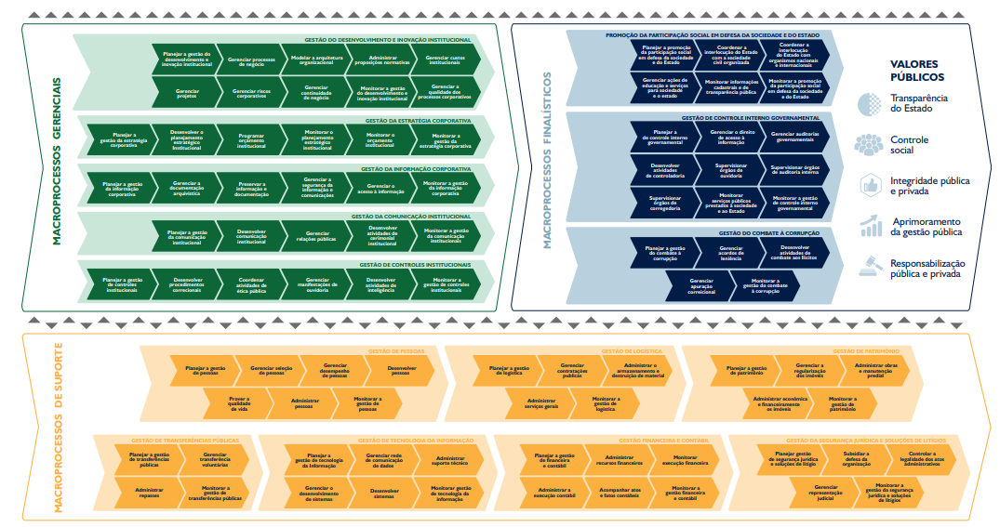 MACROPROCESSOS GERENCIAIS
GESTÃO DO DESENVOLVIMENTO E INOVAÇÃO INSTITUCIONAL
Planejar a gestão do
desenvolvimento e
inovação institucional
Gerenciar processos
de negócio
Modelar a arquitetura
organizacional
Administrar
proposições normativas
Gerenciar custos
institucionais
Gerenciar
projetos
Gerenciar riscos
corporativos
Gerenciar
continuidade
de negócio
Monitorar a gestão
do desenvolvimento e
inovação institucional
Gerenciar a
qualidade dos
processos corporativos
GESTÃO DA ESTRATÉGIA CORPORATIVA
Planejar a
gestão da estratégia
corporativa
Desenvolver o
planejamento
estratégico
Institucional
Programar
orçamento
institucional
Monitorar o
planejamento
estratégico
institucional
Monitorar o
orçamento
institucional
Monitorar a
gestão da
estratégia corporativa
GESTÃO DA INFORMAÇÃO CORPORATIVA
Planejar a gestão
da informação
corporativa
Gerenciar a
documentação
arquivística
Preservar a
informação e
documentação
Gerenciar a
segurança da
informação e
comunicações
Gerenciar o
acesso à informação
Monitorar a gestão
da informação
corporativa
GESTÃO DA COMUNICAÇÃO INSTITUCIONAL
Planejar a gestão
da comunicação
institucional
Desenvolver
comunicação
institucional
Gerenciar
relações públicas
Desenvolver
atividades de
cerimonial
institucional
Monitorar a gestão
da comunicação
institucionais
GESTÃO DE CONTROLES INSTITUCIONAIS
Planejar a gestão
de controles
institucionais
Desenvolver
procedimentos
correcionais
Coordenar
atividades de
ética pública
Gerenciar
manifestações de
ouvidoria
Desenvolver
atividades de
inteligência
Monitorar a
gestão de controles
institucionais
MACROPROCESSOS FINALÍSTICOS
PROMOÇÃO DA PARTICIPAÇÃO SOCIAL EM DEFESA DA SOCIEDADE E DO ESTADO
Planejar a promoção
da participação social
em defesa da sociedade
e do Estado
Coordenar a
interlocução do Estado
com a sociedade
civil organizada
Coordenar a
interlocução
do Estado com
organismos nacionais
e internacionais
Gerenciar ações de
educação e serviços
para sociedade
e o estado
Monitorar informações
cadastrais e de
transparência pública
Monitorar a promoção
da participação social
em defesa da sociedade
e do Estado
GESTÃO DE CONTROLE INTERNO GOVERNAMENTAL
Planejar a
de controle interno
governamental
Gerenciar o direito
de acesso à
informação
Gerenciar auditorias
governamentais
Desenvolver
atividades
de controladoria
Supervisionar
órgãos de
ouvidoria
Supervisionar órgãos
de auditoria interna
Supervisionar
órgãos de
corregedoria
Monitorar
serviços públicos
prestados à sociedade
e ao Estado
Monitorar a gestão
de controle interno
governamental
GESTÃO DO COMBATE À CORRUPÇÃO
Planejar a gestão
do combate à
corrupção
Gerenciar
acordos de
leniência
Desenvolver
atividades de
combate aos ilícitos
Gerenciar
apuração
correicional
Monitorar a
gestão do combate
à corrupção
VALORES
PÚBLICOS
Transparência
do Estado
Controle
social
Integridade pública
e privada
Aprimoramento
da gestão pública
Responsabilização
pública e privada
MACROPROCESSOS DE SUPORTE
GESTÃO DE PESSOAS
Planejar a gestão
de pessoas
Gerenciar seleção
de pessoas
Gerenciar
desempenho
de pessoas
Desenvolver
pessoas
Prover a
qualidade
de vida
Administrar
pessoas
Monitorar a
gestão de
pessoas
GESTÃO DE LOGÍSTICA
Planejar a gestão
de logística
Gerenciar
contratações
públicas
Administrar o
armazenamento e
destruição de material
Administrar
serviços gerais
Monitorar a
gestão de
logística
GESTÃO DE PATRIMÔNIO
Planejar a gestão
de patrimônio
Gerenciar a
regularização
dos imóveis
Administrar obras
e manutenção
predial
Administrar econômica
e financeiramente
os imóveis
Monitorar a
gestão de
patrimônio
GESTÃO DE TRANSFERÊNCIAS PÚBLICAS
Planejar a gestão
de transferências
públicas
Gerenciar
transferência
voluntárias
Administrar
repasses
Monitorar a
gestão de
transferências públicas
GESTÃO DE TECNOLOGIA DA INFORMAÇÃO
Planejar a
gestão de tecnologia
da Informação
Gerenciar rede
de comunicação
de dados
Administrar
suporte técnico
Gerenciar o
desenvolvimento
de sistemas
Desenvolver
sistemas
Monitorar gestão
de tecnologia da
informação
GESTÃO FINANCEIRA E CONTÁBIL
Planejar a gestão
de financeira
e contábil
Administrar
recursos financeiros
Monitorar
execução financeira
Administrar a
execução contábil
Acompanhar atos
e fatos contábeis
Monitorar a
gestão financeira
e contábil
GESTÃO DA SEGURANÇA JURÍDICA E SOLUÇÕES DE LITÍGIOS
Planejar gestão
de segurança jurídica
e soluções de litígio
Subsidiar a
defesa da
organização
Controlar a
legalidade dos atos
administrativos
Gerenciar
representação
judicial
Monitorar a
gestão da segurança
jurídica e soluções
de litígios